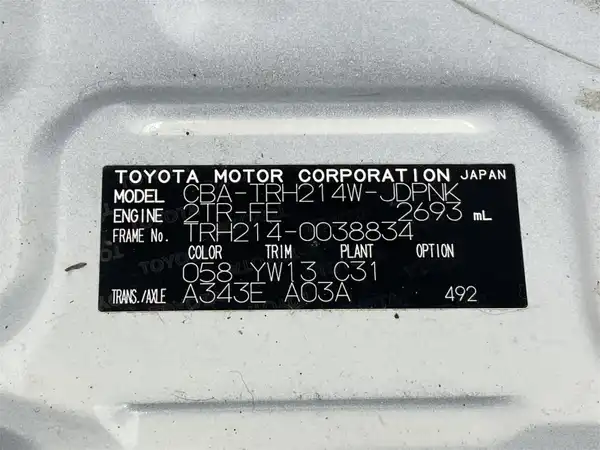 TOYOTA MOTOR CORPORATION JAPAN
MODEL CBA-TRH214W-JDPNK
ENGINE 2TR-FE 2693 mL
FRAME No. TRH214-0038834
COLOR TRIM PLANT OPTION
058 YW13 C31
TRANS./AXLE A343E A03A 492